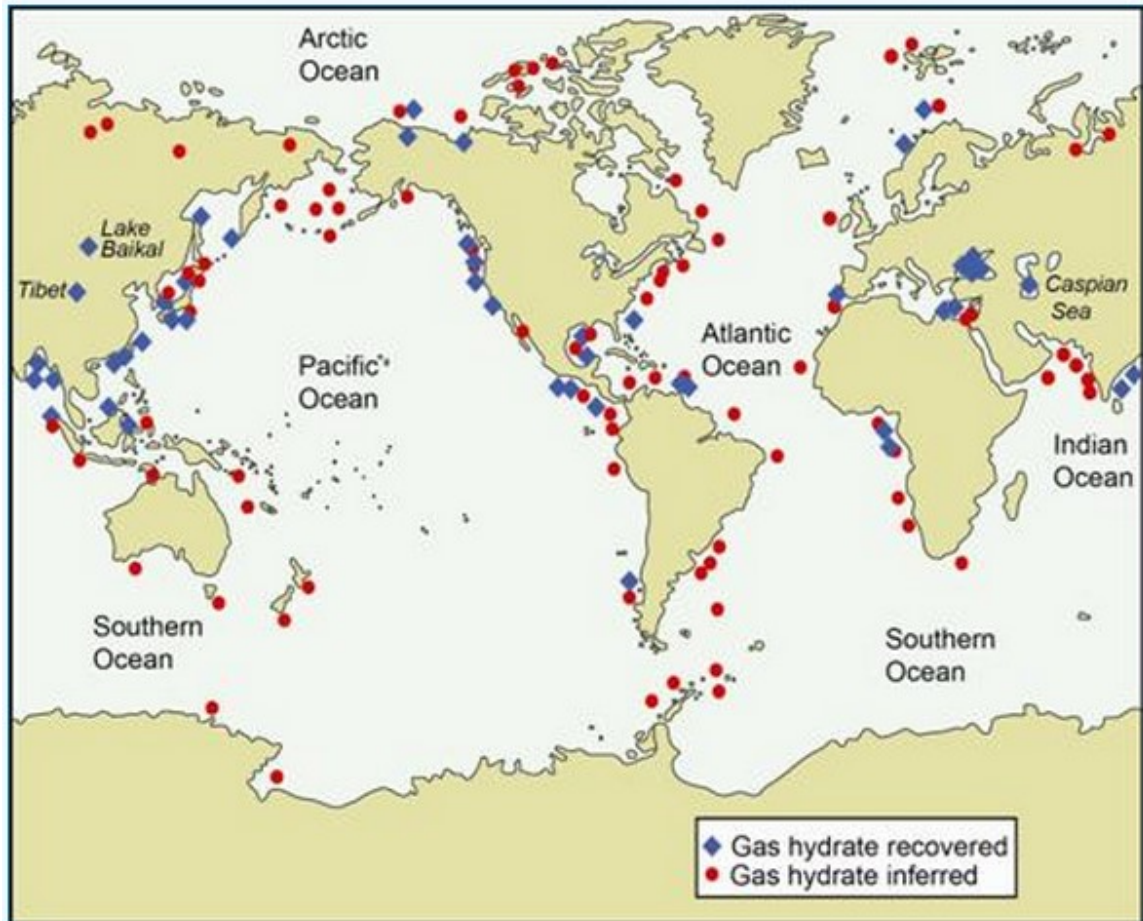 Arctic
Ocean
Lake
Baikal
Tibet
Caspian
Sea
Atlantic
Ocean
Pacific
Ocean
Indian
Ocean
Southern
Ocean
Southern
Ocean
Gas hydrate recovered
Gas hydrate inferred